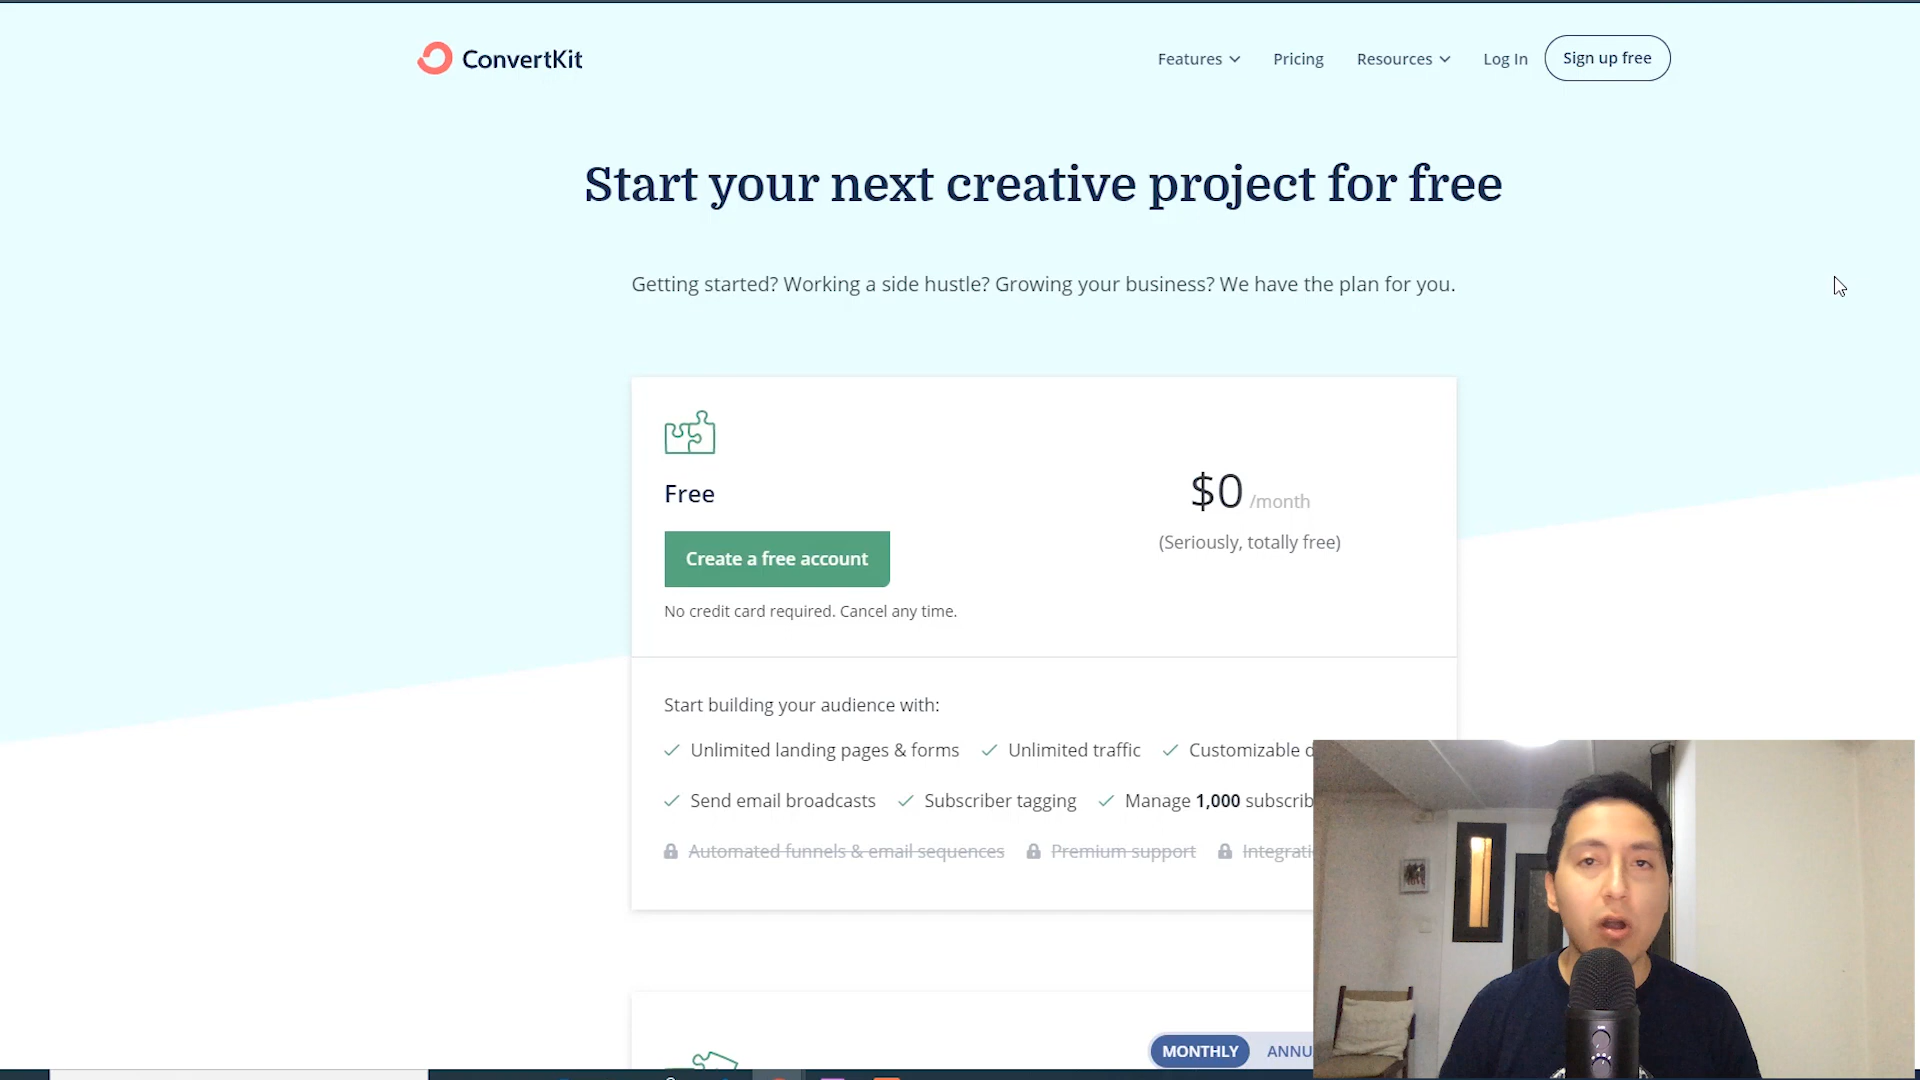 ConvertKit
Features Pricing Resources Log In Sign up free
Start your next creative project for free
Getting started? Working a side hustle? Growing your business? We have the plan for you.
Free
$0 /month
(Seriously, totally free)
Create a free account
No credit card required. Cancel any time.
Start building your audience with:
Unlimited landing pages & forms Unlimited traffic Customizable d
Send email broadcasts Subscriber tagging Manage 1,000 subscrib
Automated funnels & email sequences Premium support Integrati
MONTHLY ANNU